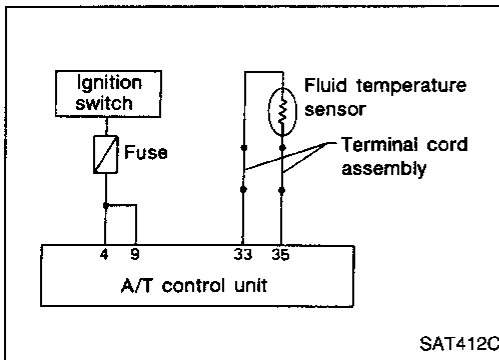 Ignition
switch
Fuse
Fluid temperature
sensor
Terminal cord
assembly
4 9 33 35
A/T control unit
SAT412C